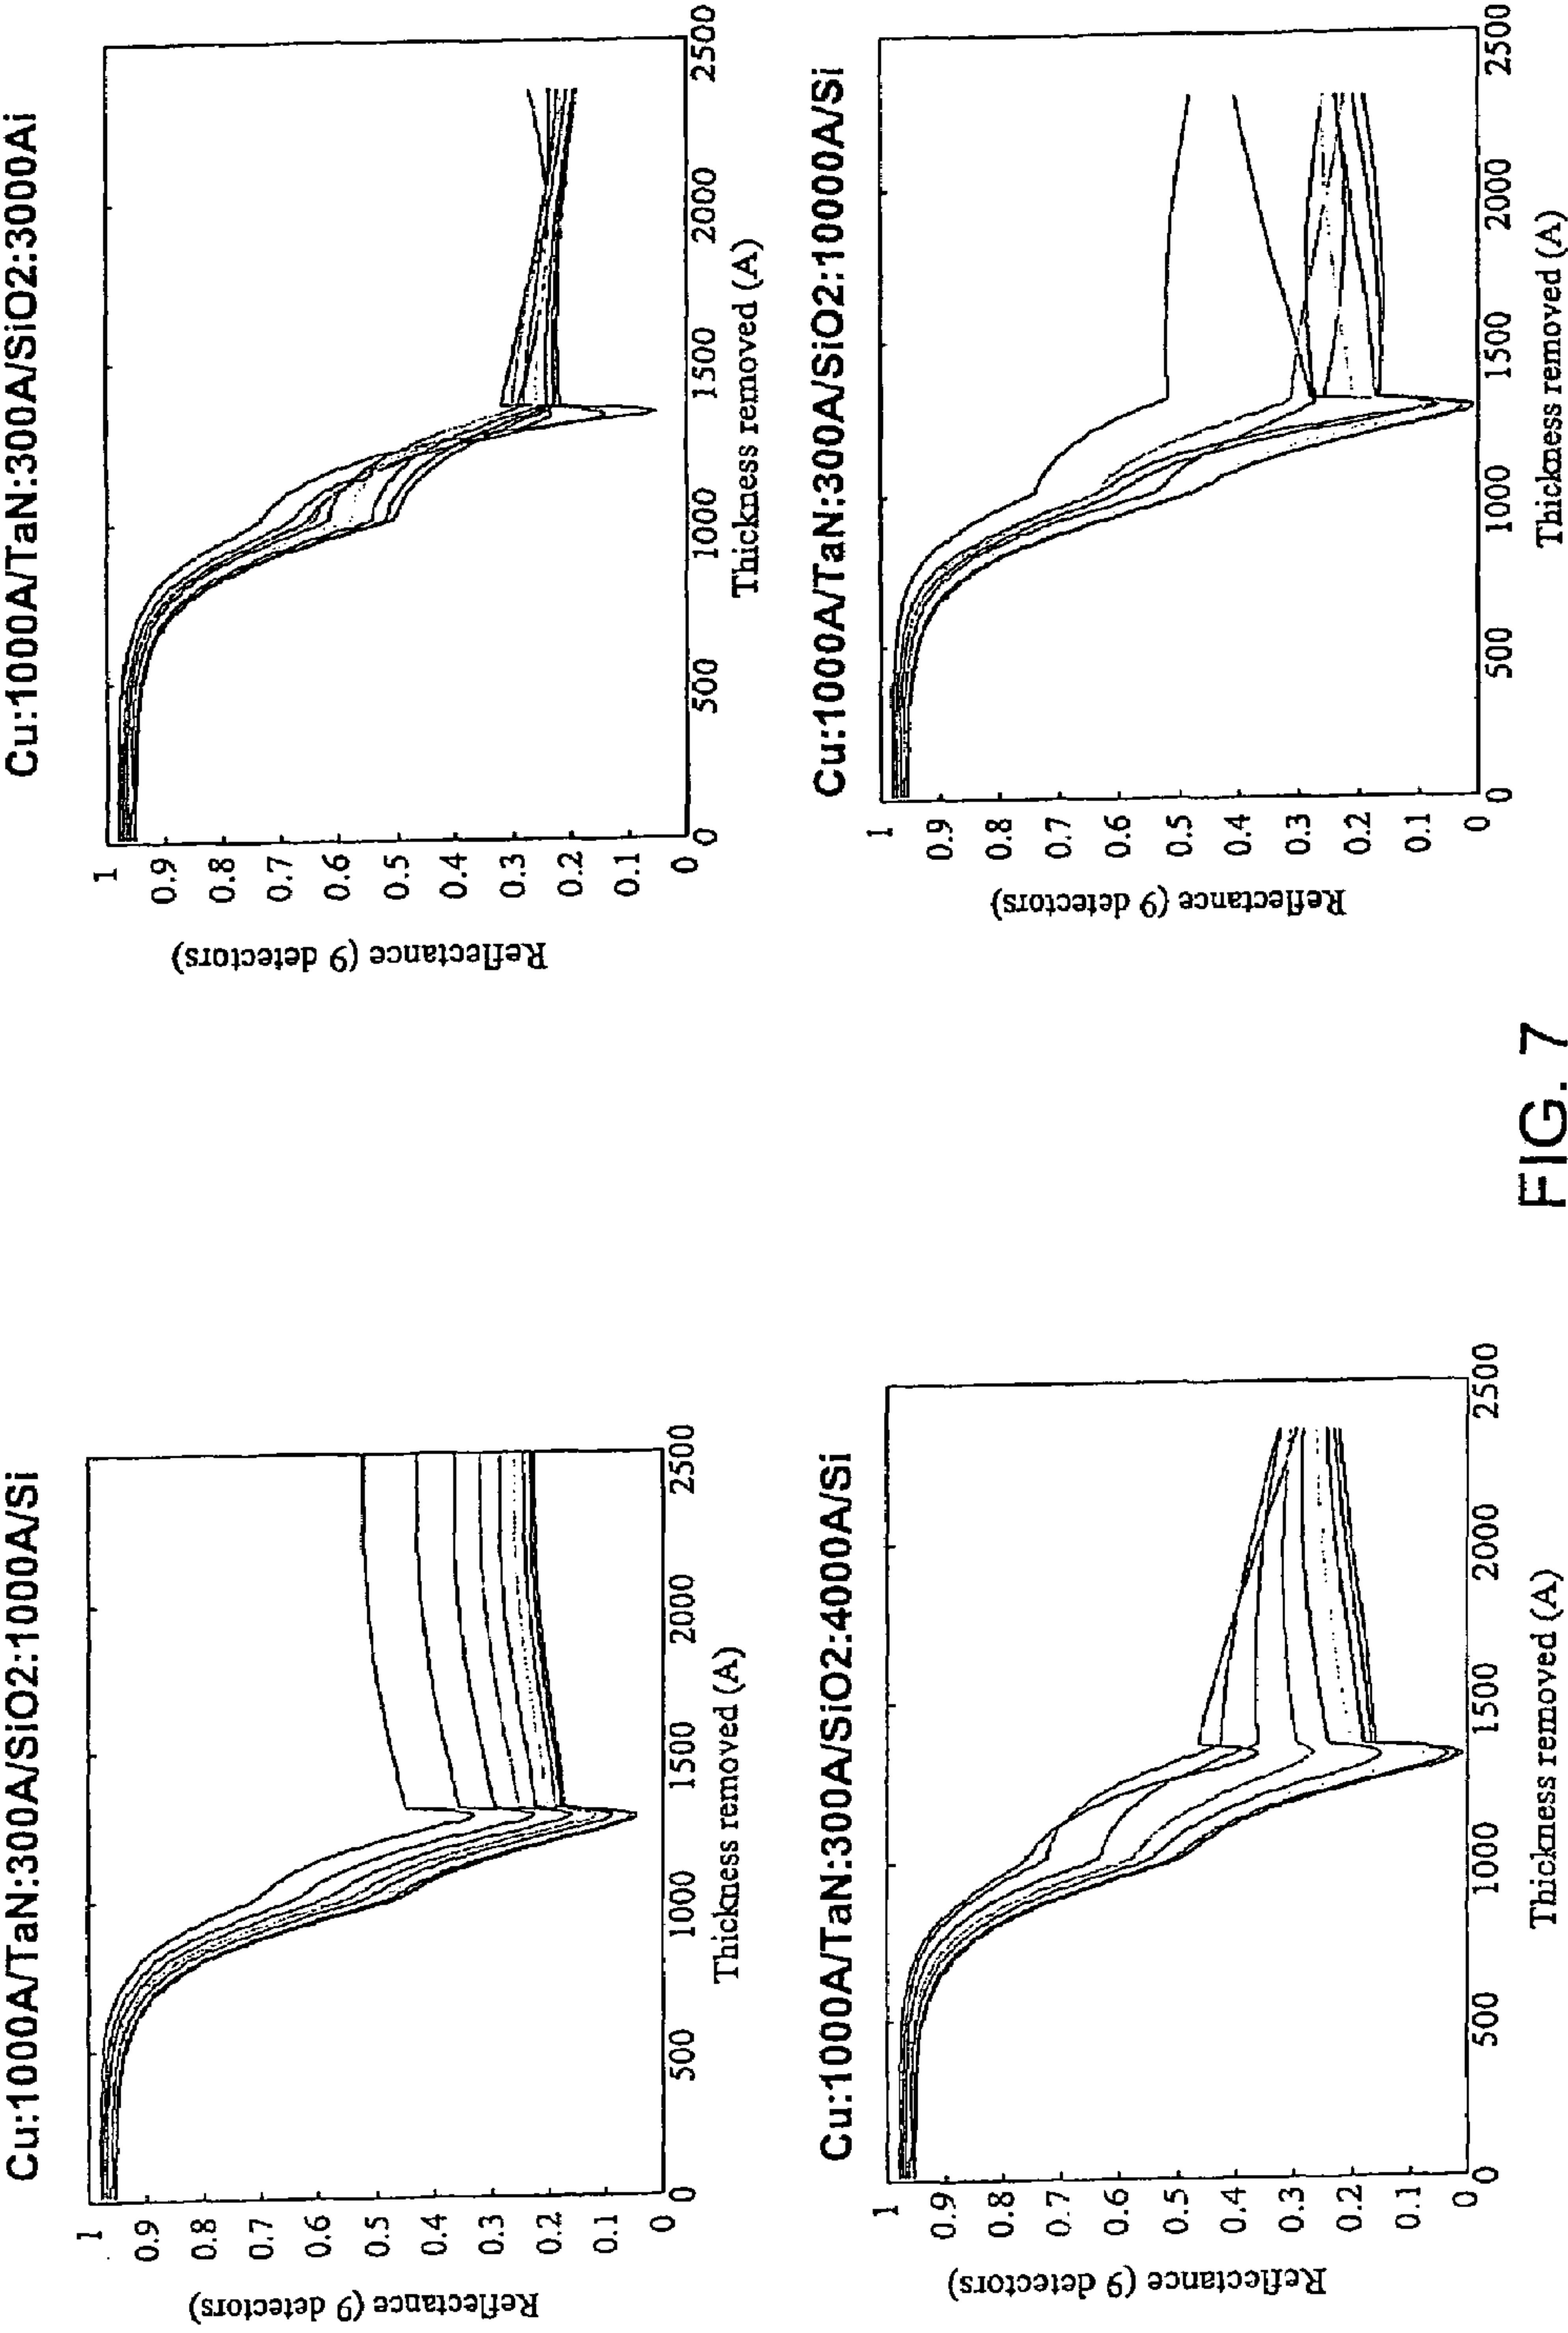 Cu:1000A/TaN:300A/SiO2:1000A/Si
Reflectance (9 detectors)
1
0.9
0.8
0.7
0.6
0.5
0.4
0.3
0.2
0.1
0
0 500 1000 1500 2000 2500
Thickness removed (A)
Cu:1000A/TaN:300A/SiO2:3000Ai
Reflectance (9 detectors)
1
0.9
0.8
0.7
0.6
0.5
0.4
0.3
0.2
0.1
0
0 500 1000 1500 2000 2500
Thickness removed (A)
Cu:1000A/TaN:300A/SiO2:4000A/Si
Reflectance (9 detectors)
1
0.9
0.8
0.7
0.6
0.5
0.4
0.3
0.2
0.1
0
0 500 1000 1500 2000 2500
Thickness removed (A)
Cu:1000A/TaN:300A/SiO2:10000A/Si
Reflectance (9 detectors)
1
0.9
0.8
0.7
0.6
0.5
0.4
0.3
0.2
0.1
0
0 500 1000 1500 2000 2500
Thickness removed (A)
FIG. 7